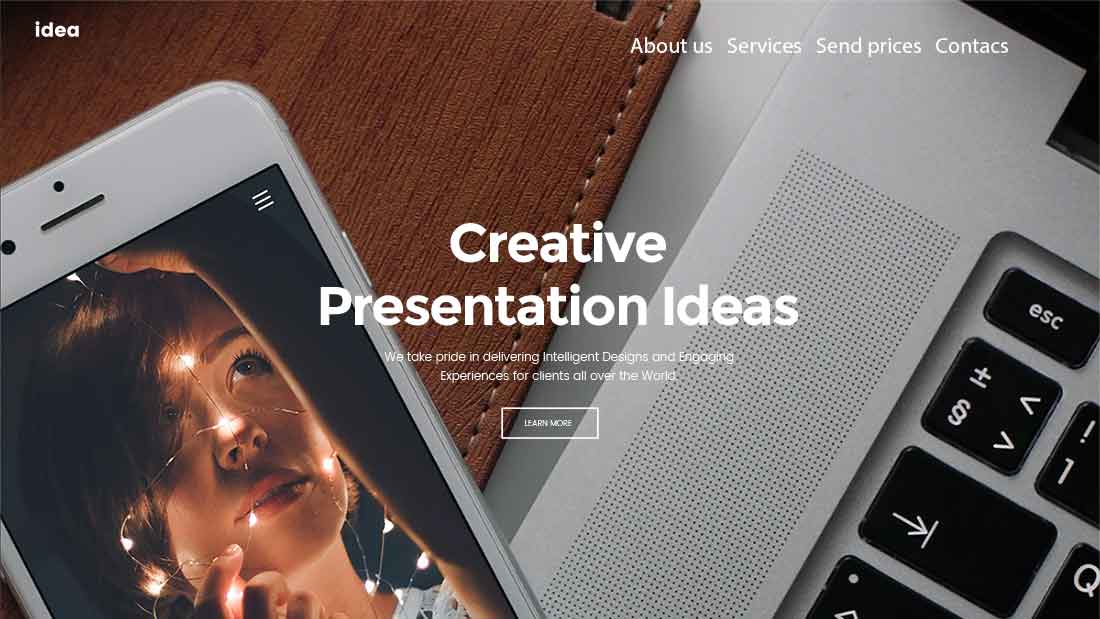 idea
About us Services Send prices Contacs
Creative
Presentation Ideas
We take pride in delivering Intelligent Designs and Engaging
Experiences for clients all over the World.
LEARN MORE
esc
±
§
<
>
!
1
Q